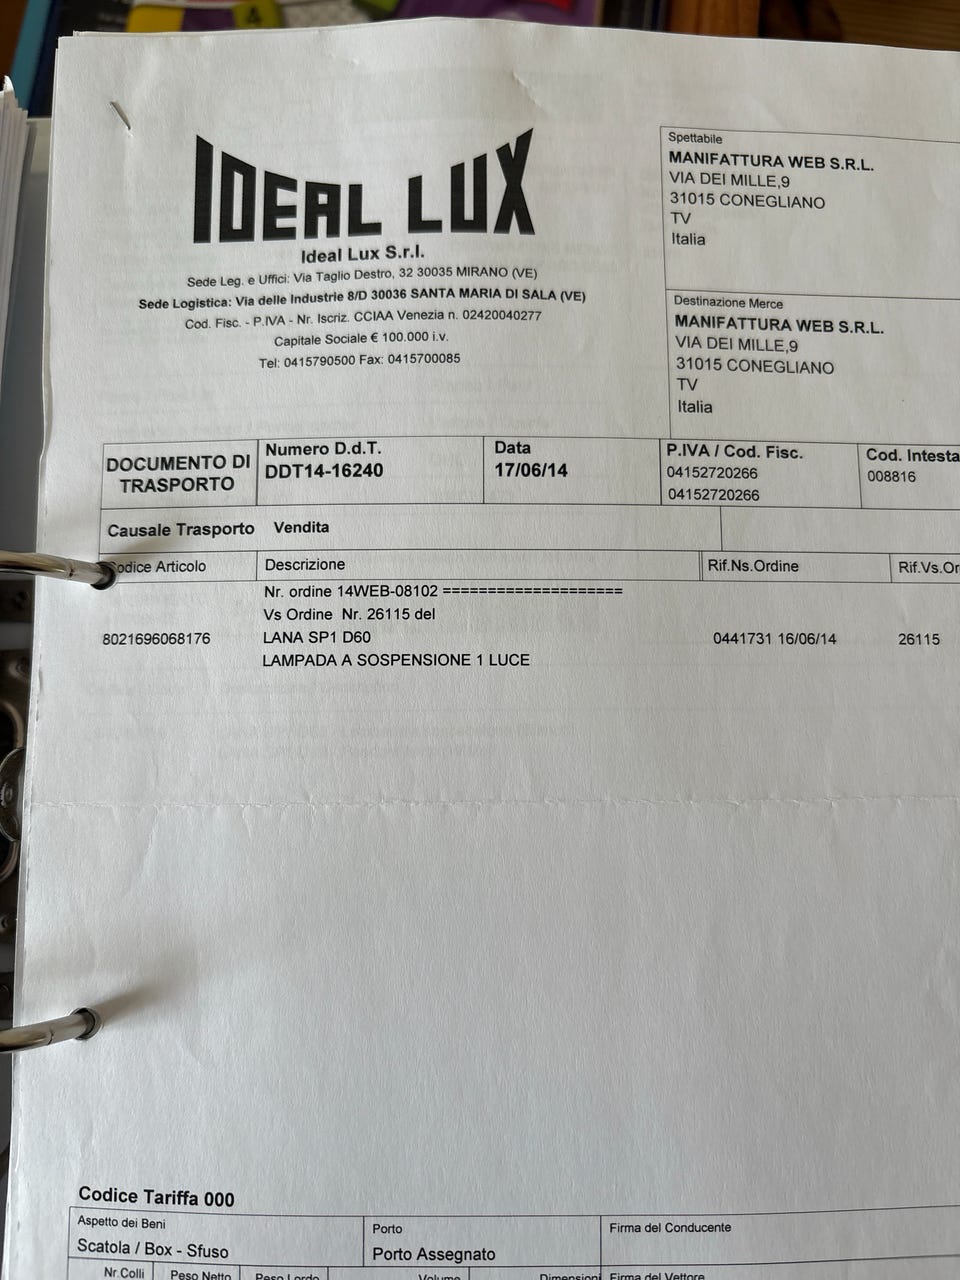 4
IDEAL LUX
Ideal Lux S.r.l.
Sede Leg. e Uffici: Via Taglio Destro, 32 30035 MIRANO (VE)
Sede Logistica: Via delle Industrie 8/D 30036 SANTA MARIA DI SALA (VE)
Cod. Fisc. - P.IVA - Nr. Iscriz. CCIAA Venezia n. 02420040277
Capitale Sociale € 100.000 i.v.
Tel: 0415790500 Fax: 0415700085
Spettabile
MANIFATTURA WEB S.R.L.
VIA DEI MILLE,9
31015 CONEGLIANO
TV
Italia
Destinazione Merce
MANIFATTURA WEB S.R.L.
VIA DEI MILLE,9
31015 CONEGLIANO
TV
Italia
DOCUMENTO DI
TRASPORTO
Numero D.d.T.
DDT14-16240
Data
17/06/14
P.IVA / Cod. Fisc.
04152720266
04152720266
Cod. Intesta
008816
Causale Trasporto Vendita
odice Articolo Descrizione Rif.Ns.Ordine Rif.Vs.Or
Nr. ordine 14WEB-08102 ====================
Vs Ordine Nr. 26115 del
8021696068176 LANA SP1 D60 0441731 16/06/14 26115
LAMPADA A SOSPENSIONE 1 LUCE
Codice Tariffa 000
Aspetto dei Beni
Scatola / Box - Sfuso
Porto
Porto Assegnato
Firma del Conducente
Nr.Colli Peso Netto Peso Lordo Volume Dimensioni Firma del Vettore